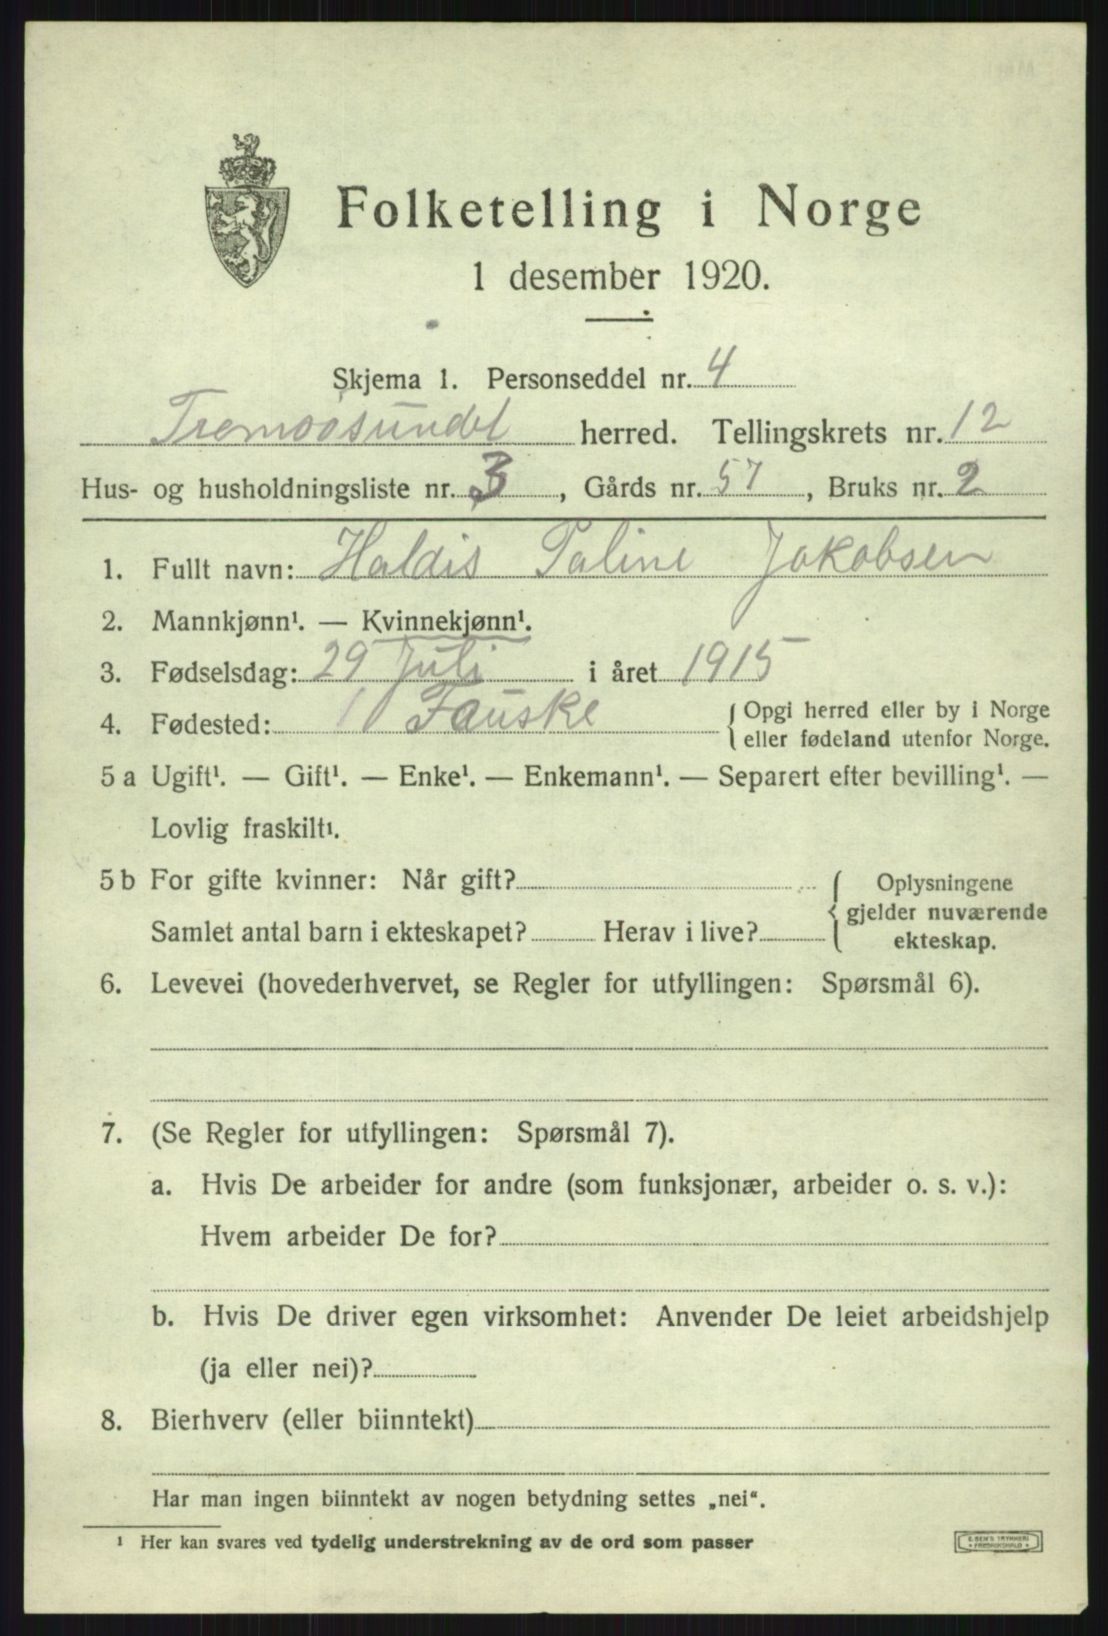 Folketelling i Norge
1 desember 1920.
Skjema 1. Personseddel nr. 4
Tromøysundet herred. Tellingskrets nr. 12
Hus- og husholdningsliste nr. 3, Gårds nr. 57, Bruks nr. 2
1. Fullt navn: Haldis Paline Jakobsen
2. Mannkjønn¹. — Kvinnekjønn¹.
3. Fødselsdag: 29 Juli i året 1915
4. Fødested: I Fauske { Opgi herred eller by i Norge
eller fødeland utenfor Norge.
5 a Ugift¹. — Gift¹. — Enke¹. — Enkemann¹. — Separert efter bevilling¹. —
Lovlig fraskilt¹.
5 b For gifte kvinner: Når gift? { Oplysningene
gjelder nuværende
Samlet antal barn i ekteskapet? Herav i live? ekteskap.
6. Levevei (hovederhvervet, se Regler for utfyllingen: Spørsmål 6).
7. (Se Regler for utfyllingen: Spørsmål 7).
a. Hvis De arbeider for andre (som funksjonær, arbeider o. s. v.):
Hvem arbeider De for?
b. Hvis De driver egen virksomhet: Anvender De leiet arbeidshjelp
(ja eller nei)?
8. Bierhverv (eller biinntekt)
Har man ingen biinntekt av nogen betydning settes „nei“.
¹ Her kan svares ved tydelig understrekning av de ord som passer